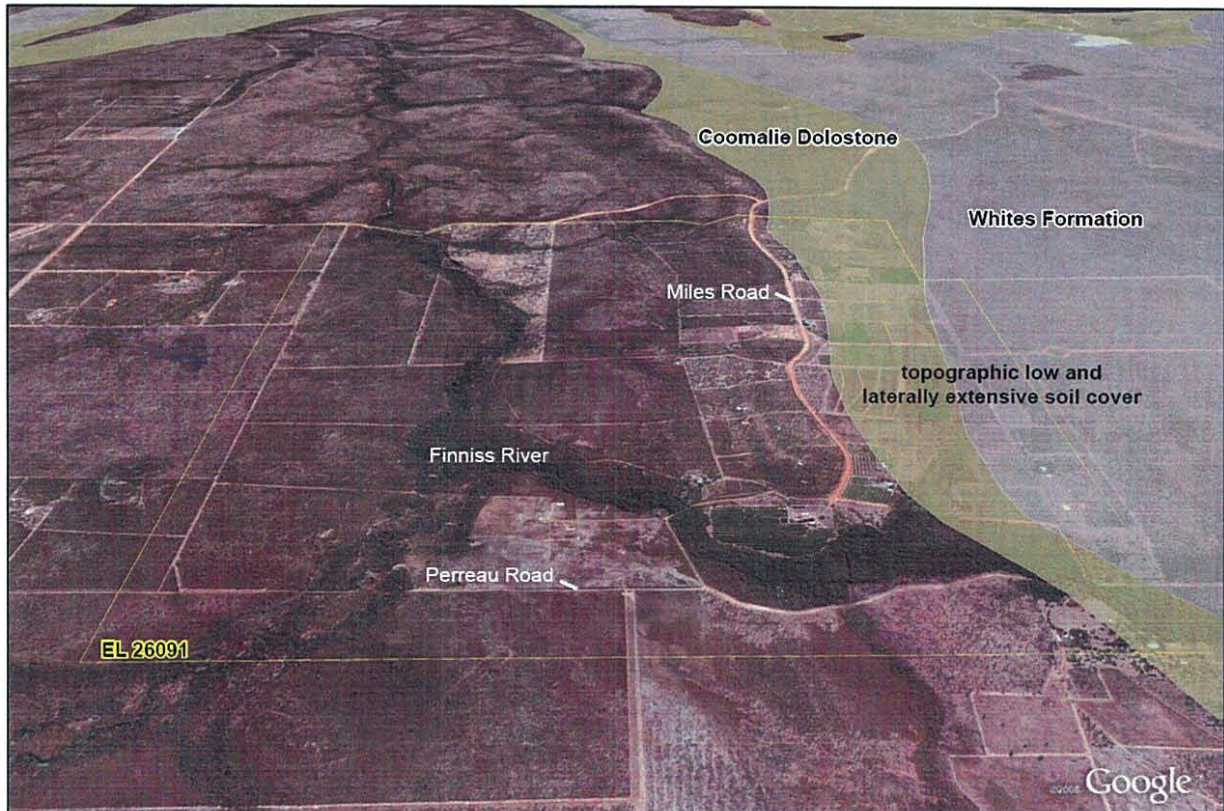 Coomalie Dolostone
Whites Formation
Miles Road
topographic low and
laterally extensive soil cover
Finniss River
Perreau Road
EL 26091
©2008 Google